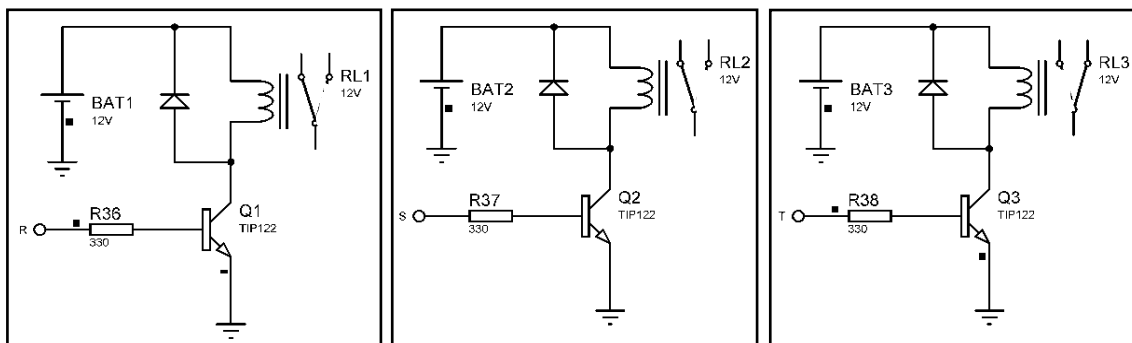 RL1
12V
BAT1
12V
R36
330
R
Q1
TIP122
RL2
12V
BAT2
12V
R37
330
S
Q2
TIP122
RL3
12V
BAT3
12V
R38
330
T
Q3
TIP122